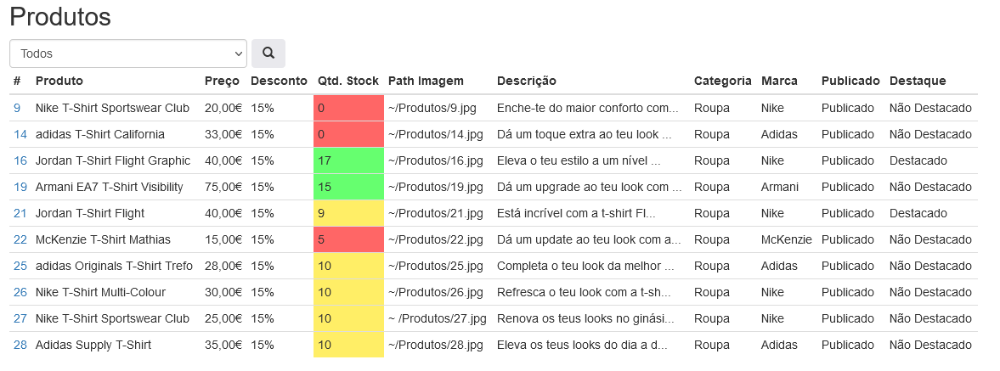 Produtos
Todos
# Produto Preço Desconto Qtd. Stock Path Imagem Descrição Categoria Marca Publicado Destaque
9 Nike T-Shirt Sportswear Club 20,00€ 15% 0 ~/Produtos/9.jpg Enche-te do maior conforto com... Roupa Nike Publicado Não Destacado
14 adidas T-Shirt California 33,00€ 15% 0 ~/Produtos/14.jpg Dá um toque extra ao teu look ... Roupa Adidas Publicado Não Destacado
16 Jordan T-Shirt Flight Graphic 40,00€ 15% 17 ~/Produtos/16.jpg Eleva o teu estilo a um nível ... Roupa Nike Publicado Destacado
19 Armani EA7 T-Shirt Visibility 75,00€ 15% 15 ~/Produtos/19.jpg Dá um upgrade ao teu look com ... Roupa Armani Publicado Não Destacado
21 Jordan T-Shirt Flight 40,00€ 15% 9 ~/Produtos/21.jpg Está incrível com a t-shirt Fl... Roupa Nike Publicado Destacado
22 McKenzie T-Shirt Mathias 15,00€ 15% 5 ~/Produtos/22.jpg Dá um update ao teu look com a... Roupa McKenzie Publicado Não Destacado
25 adidas Originals T-Shirt Trefo 28,00€ 15% 10 ~/Produtos/25.jpg Completa o teu look da melhor ... Roupa Adidas Publicado Não Destacado
26 Nike T-Shirt Multi-Colour 30,00€ 15% 10 ~/Produtos/26.jpg Refresca o teu look com a t-sh... Roupa Nike Publicado Não Destacado
27 Nike T-Shirt Sportswear Club 25,00€ 15% 10 ~ /Produtos/27.jpg Renova os teus looks no ginási... Roupa Nike Publicado Não Destacado
28 Adidas Supply T-Shirt 35,00€ 15% 10 ~/Produtos/28.jpg Eleva os teus looks do dia a d... Roupa Adidas Publicado Não Destacado